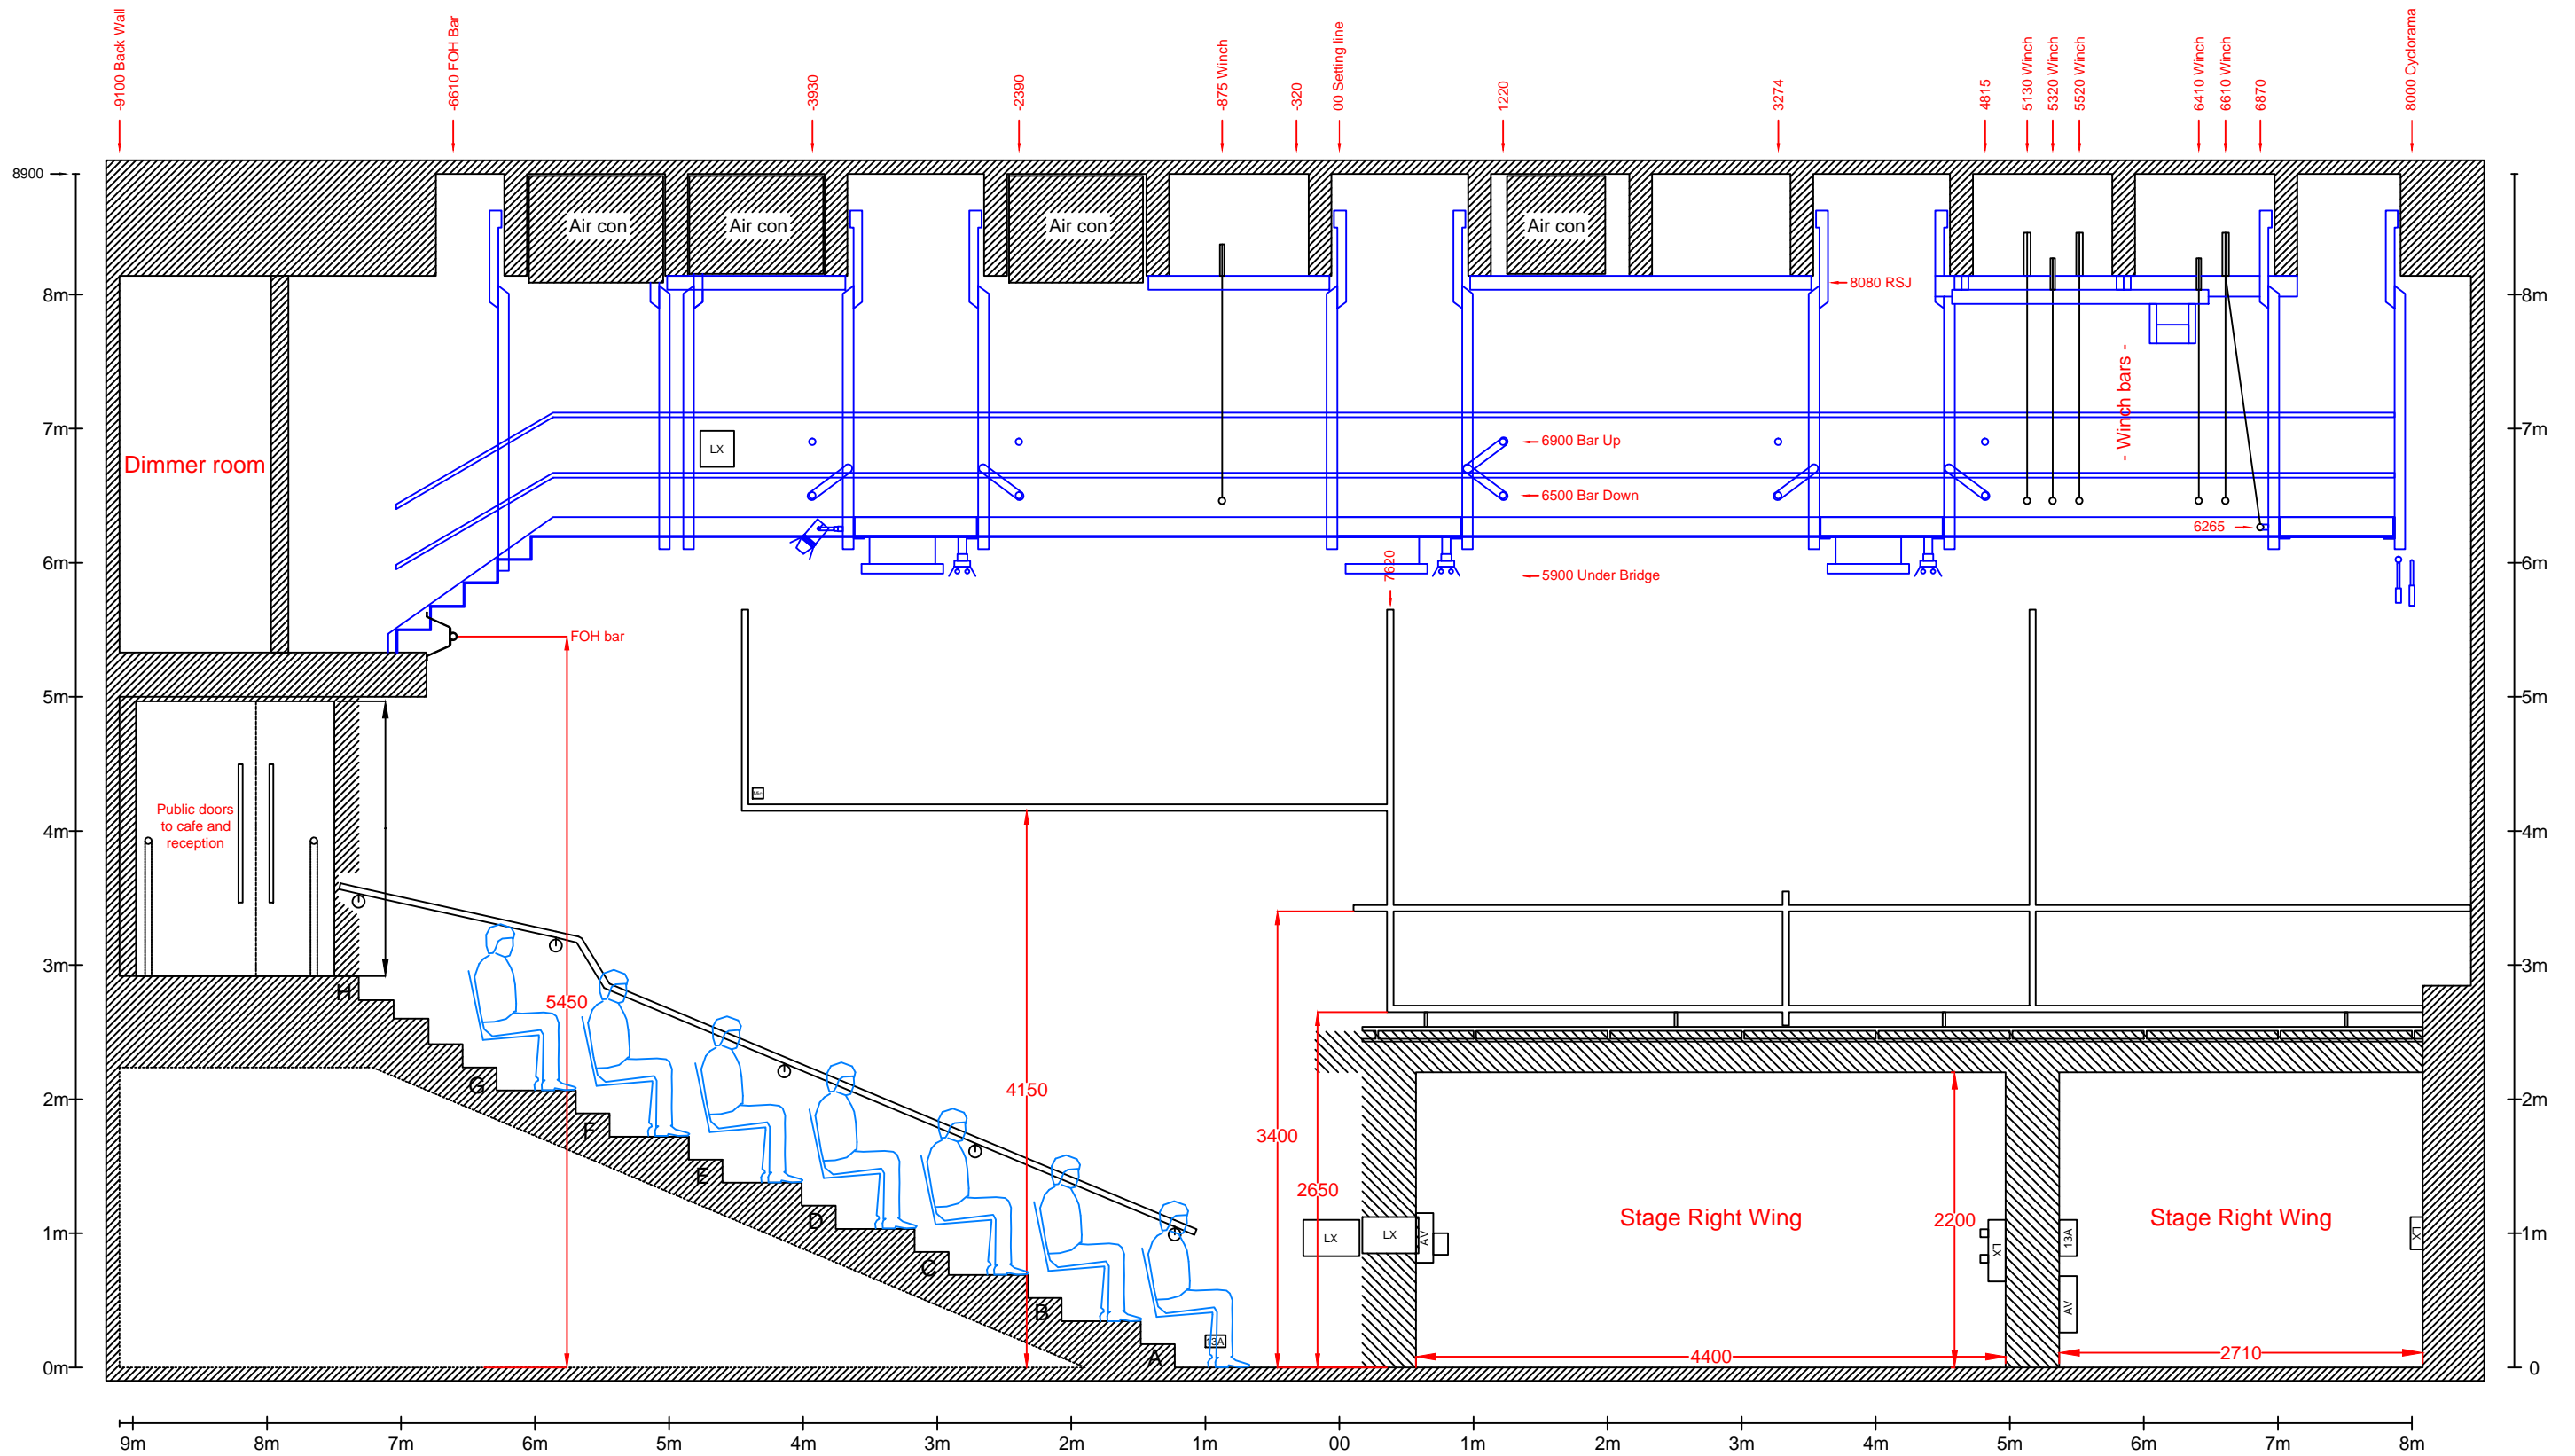 -9100 Back Wall
-6610 FOH Bar
-3930
-2390
-875 Winch
-320
00 Setting line
1220
3274
4815
5130 Winch
5320 Winch
5520 Winch
6410 Winch
6610 Winch
6870
8000 Cyclorama
8900
Air con
Air con
Air con
Air con
8m
8080 RSJ
8m
- Winch bars -
7m
7m
LX
6900 Bar Up
Dimmer room
6500 Bar Down
6265
6m
7620
5900 Under Bridge
6m
FOH bar
5m
5m
Public doors
to cafe and
reception
4m
4m
3m
3m
H
5450
G
2m
4150
2m
F
3400
E
2650
D
Stage Right Wing
2200
Stage Right Wing
1m
LX
LX
AV
LX
13A
LX
1m
C
B
AV
13A
A
4400
2710
0m
0
9m
8m
7m
6m
5m
4m
3m
2m
1m
00
1m
2m
3m
4m
5m
6m
7m
8m